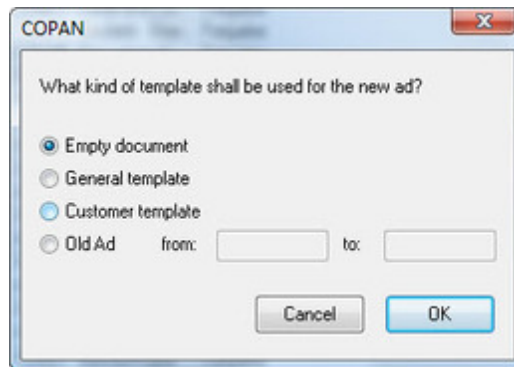 COPAN
What kind of template shall be used for the new ad?
Empty document
General template
Customer template
Old Ad from: to:
Cancel OK